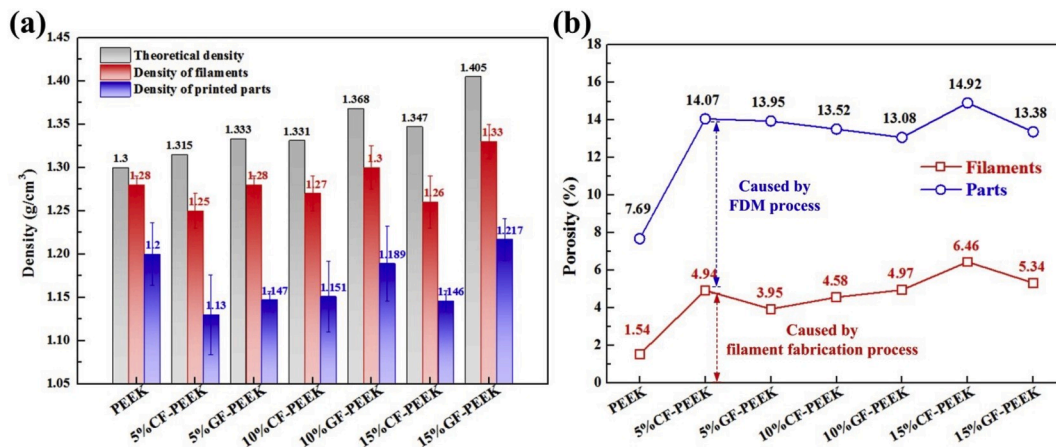 (a)
1.45
1.40
1.35
1.30
1.25
1.20
1.15
1.10
1.05
Density (g/cm³)
Theoretical density
Density of filaments
Density of printed parts
1.3
1.28
1.2
1.315
1.25
1.13
1.333
1.28
1.147
1.331
1.27
1.151
1.368
1.3
1.189
1.347
1.26
1.146
1.405
1.33
1.217
PEEK
5%CF-PEEK
5%GF-PEEK
10%CF-PEEK
10%GF-PEEK
15%CF-PEEK
15%GF-PEEK
(b)
18
16
14
12
10
8
6
4
2
0
Porosity (%)
7.69
14.07
13.95
13.52
13.08
14.92
13.38
Filaments
Parts
Caused by
FDM process
1.54
4.94
3.95
4.58
4.97
6.46
5.34
Caused by
filament fabrication process
PEEK
5%CF-PEEK
5%GF-PEEK
10%CF-PEEK
10%GF-PEEK
15%CF-PEEK
15%GF-PEEK